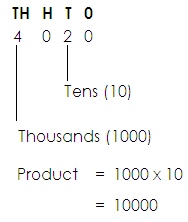 TH H T O
4 0 2 0
Tens (10)
Thousands (1000)
Product = 1000 x 10
= 10000